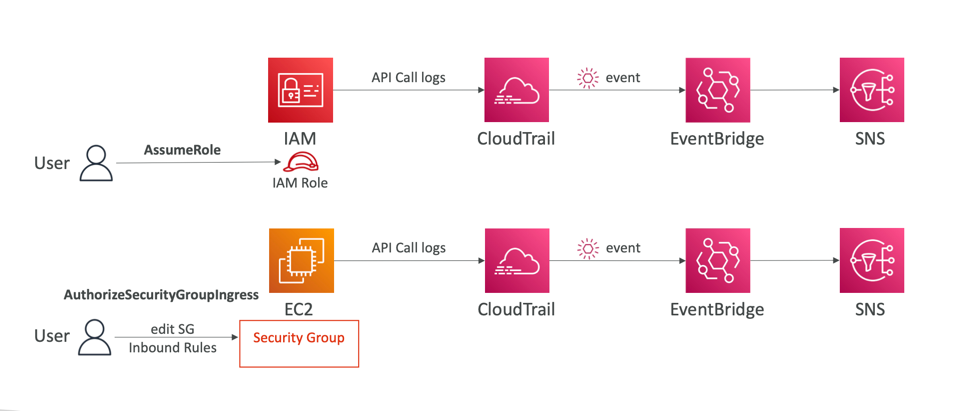 API Call logs
event
IAM
CloudTrail
EventBridge
SNS
User
AssumeRole
IAM Role
API Call logs
event
AuthorizeSecurityGroupIngress
EC2
CloudTrail
EventBridge
SNS
User
edit SG
Inbound Rules
Security Group